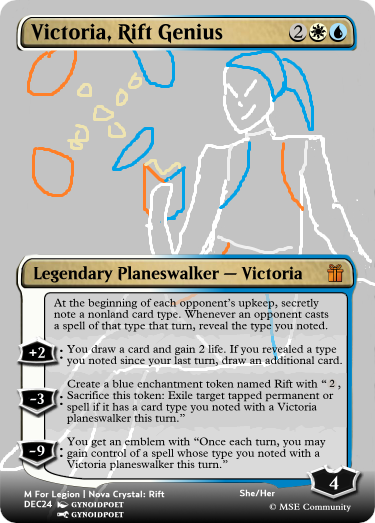 Victoria, Rift Genius 2
Legendary Planeswalker — Victoria
At the beginning of each opponent's upkeep, secretly
note a nonland card type. Whenever an opponent casts
a spell of that type that turn, reveal the type you noted.
+2: You draw a card and gain 2 life. If you revealed a type
you noted since your last turn, draw an additional card.
Create a blue enchantment token named Rift with “ 2 ,
-3: Sacrifice this token: Exile target tapped permanent or
spell if it has a card type you noted with a Victoria
planeswalker this turn.”
You get an emblem with “Once each turn, you may
-9: gain control of a spell whose type you noted with a
Victoria planeswalker this turn.”
4
M For Legion | Nova Crystal: Rift
She/Her
DEC24 GYNOIDPOET
GYNOIDPOET
© MSE Community